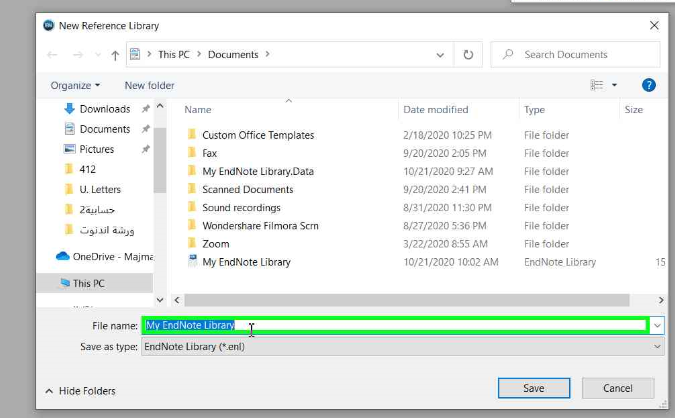 New Reference Library
This PC > Documents >
Search Documents
Organize
New folder
Name
Date modified
Type
Size
Downloads
Documents
Pictures
412
U. Letters
حسابية2
ورشة اندنوت
OneDrive - Majma
This PC
Custom Office Templates 2/18/2020 10:25 PM File folder
Fax 9/20/2020 2:05 PM File folder
My EndNote Library.Data 10/21/2020 9:27 AM File folder
Scanned Documents 9/20/2020 2:41 PM File folder
Sound recordings 8/31/2020 11:30 PM File folder
Wondershare Filmora Scrn 8/27/2020 5:36 PM File folder
Zoom 3/22/2020 8:55 AM File folder
My EndNote Library 10/21/2020 10:02 AM EndNote Library 15
File name: My EndNote Library
Save as type: EndNote Library (*.enl)
Hide Folders
Save
Cancel